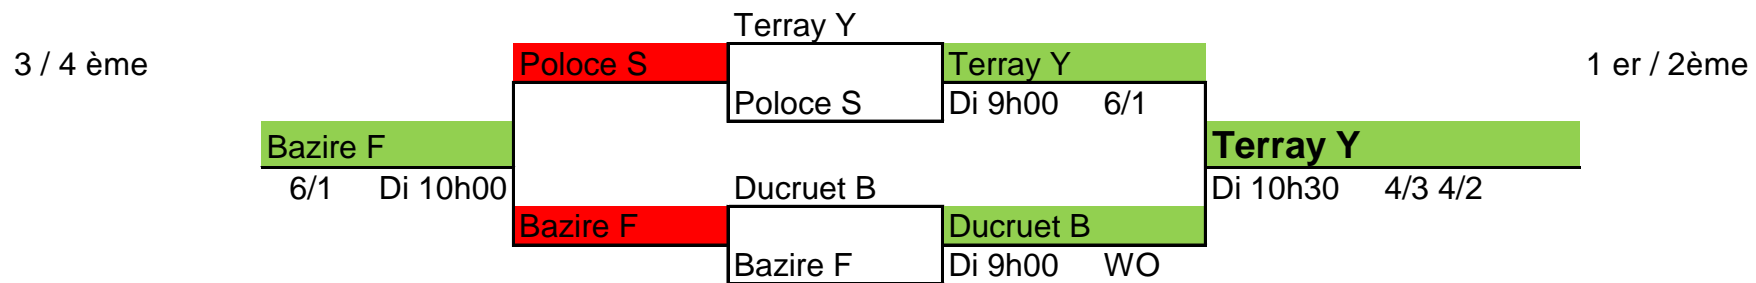 Terray Y
3 / 4 ème Poloce S Terray Y 1 er / 2ème
Poloce S Di 9h00 6/1
Bazire F Terray Y
6/1 Di 10h00 Ducruet B Di 10h30 4/3 4/2
Bazire F Ducruet B
Bazire F Di 9h00 WO